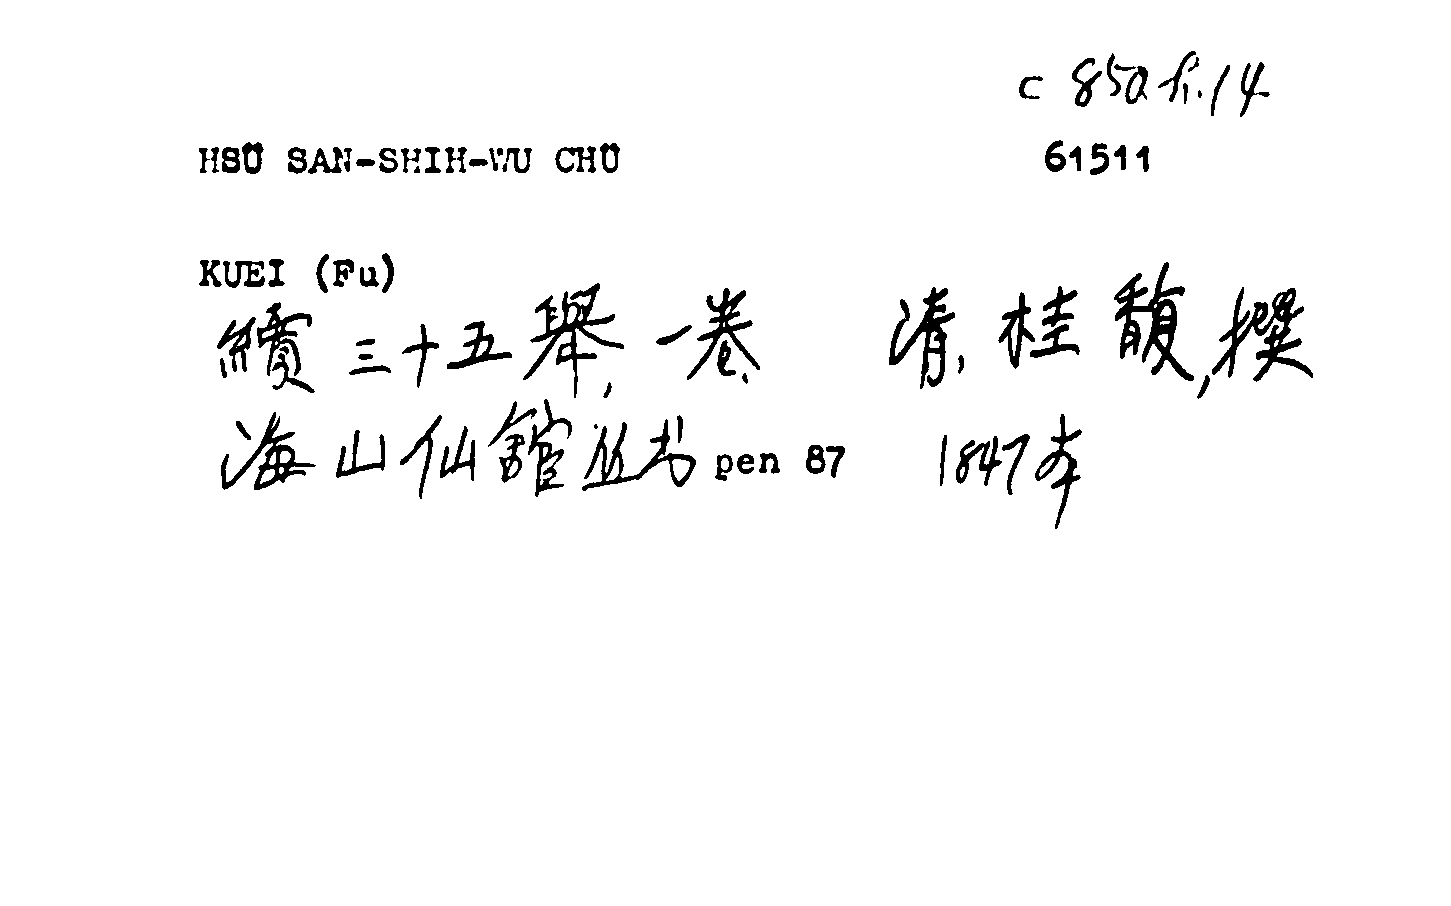 c 850 fi.14
HSÜ SAN-SHIH-WU CHÜ 61511
KUEI (Fu)
續三十五舉,一卷、 清,桂馥,撰
海山仙館丛书 pen 87 1847本